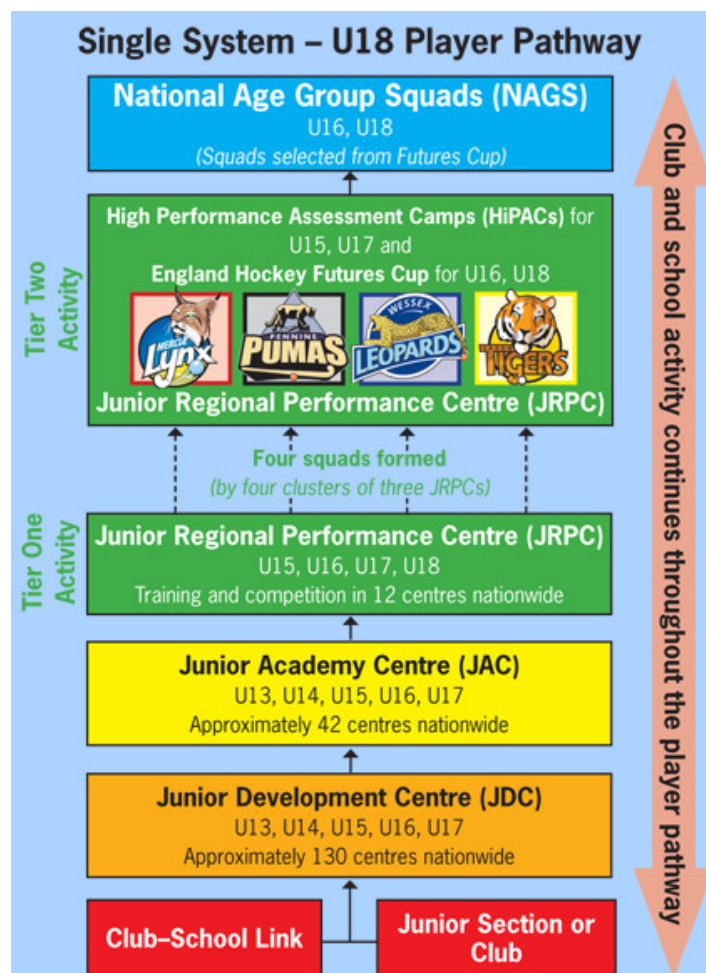 Single System – U18 Player Pathway
National Age Group Squads (NAGS)
U16, U18
(Squads selected from Futures Cup)
High Performance Assessment Camps (HiPACs) for
U15, U17 and
England Hockey Futures Cup for U16, U18
MERCIA
Lynx
PENNINE
PUMAS
WESSEX
LEOPARDS
TIGERS
Junior Regional Performance Centre (JRPC)
Tier Two
Activity
Four squads formed
(by four clusters of three JRPCs)
Junior Regional Performance Centre (JRPC)
U15, U16, U17, U18
Training and competition in 12 centres nationwide
Tier One
Activity
Junior Academy Centre (JAC)
U13, U14, U15, U16, U17
Approximately 42 centres nationwide
Junior Development Centre (JDC)
U13, U14, U15, U16, U17
Approximately 130 centres nationwide
Club–School Link
Junior Section or
Club
Club and school activity continues throughout the player pathway